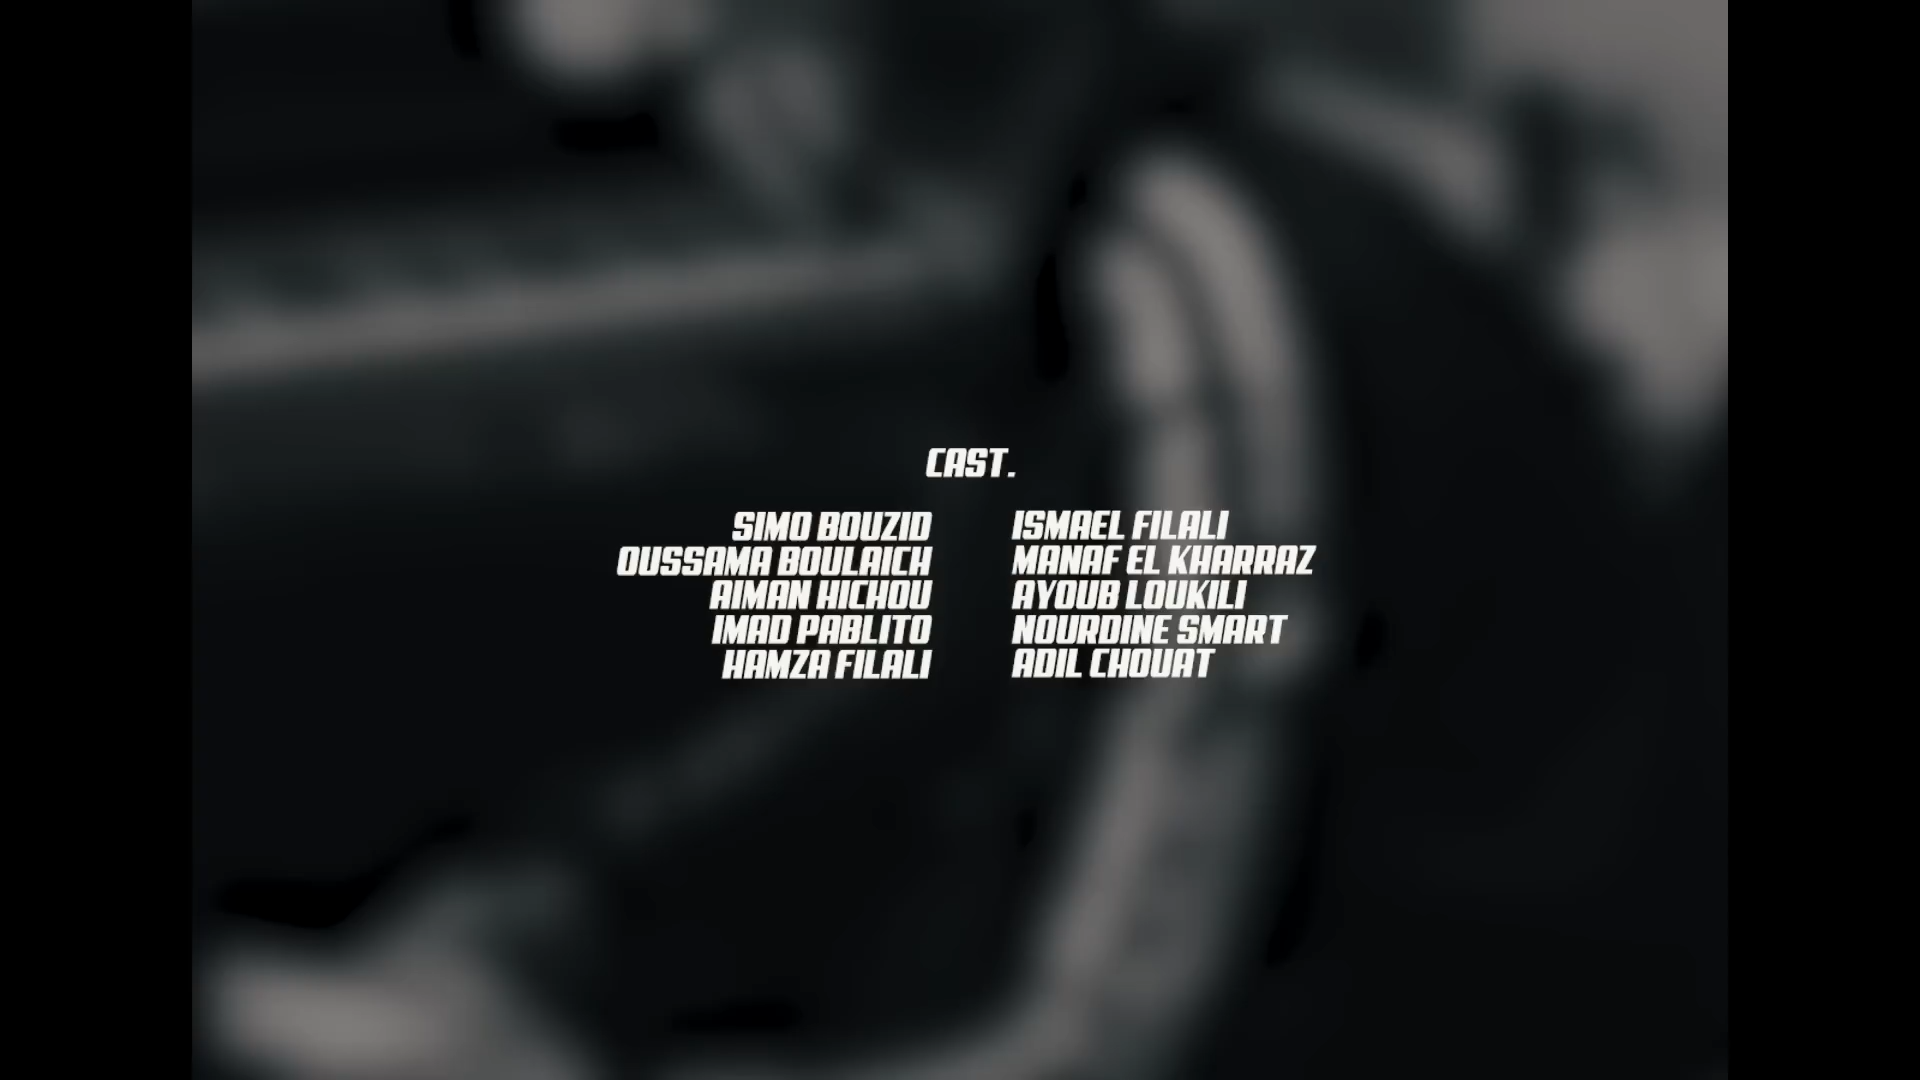 CAST.
SIMO BOUZID
OUSSAMA BOULAICH
AIMAN HICHOU
IMAD PABLITO
HAMZA FILALI
ISMAEL FILALI
MANAF EL KHARRAZ
AYOUB LOUKILI
NOURDINE SMART
ADIL CHOUAT